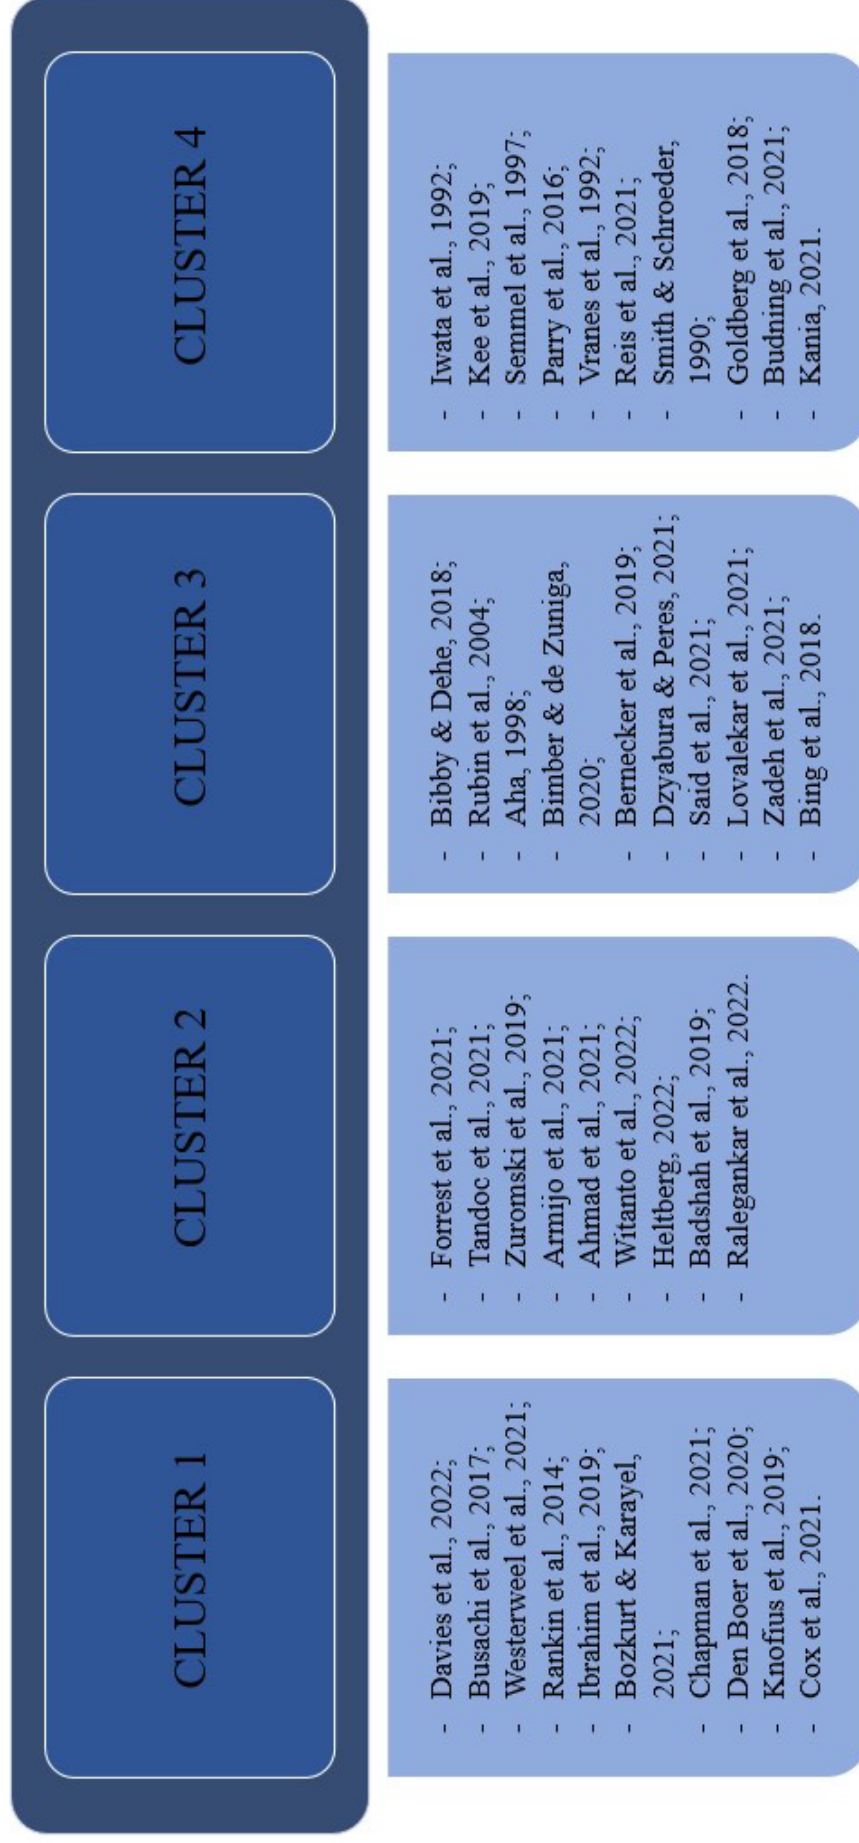 CLUSTER 1
- Davies et al., 2022;
- Busachi et al., 2017;
- Westerweel et al., 2021;
- Rankin et al., 2014;
- Ibrahim et al., 2019;
- Bozkurt & Karayel,
2021;
- Chapman et al., 2021;
- Den Boer et al., 2020;
- Knofius et al., 2019;
- Cox et al., 2021.
CLUSTER 2
- Forrest et al., 2021;
- Tandoc et al., 2021;
- Zuromski et al., 2019;
- Armijo et al., 2021;
- Ahmad et al., 2021;
- Witanto et al., 2022;
- Heltberg, 2022;
- Badshah et al., 2019;
- Ralegankar et al., 2022.
CLUSTER 3
- Bibby & Dehe, 2018;
- Rubin et al., 2004;
- Aha, 1998;
- Bimber & de Zuniga,
2020;
- Bernecker et al., 2019;
- Dzyabura & Peres, 2021;
- Said et al., 2021;
- Lovalekar et al., 2021;
- Zadeh et al., 2021;
- Bing et al., 2018.
CLUSTER 4
- Iwata et al., 1992;
- Kee et al., 2019;
- Semmel et al., 1997;
- Parry et al., 2016;
- Vranes et al., 1992;
- Reis et al., 2021;
- Smith & Schroeder,
1990;
- Goldberg et al., 2018;
- Budning et al., 2021;
- Kania, 2021.